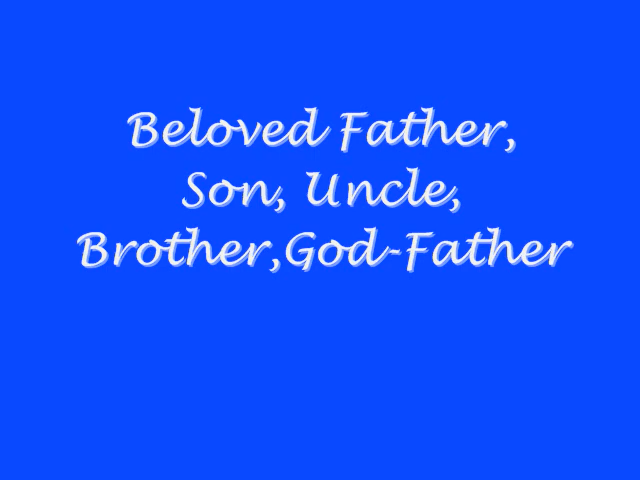 Beloved Father,
Son, Uncle,
Brother,God-Father